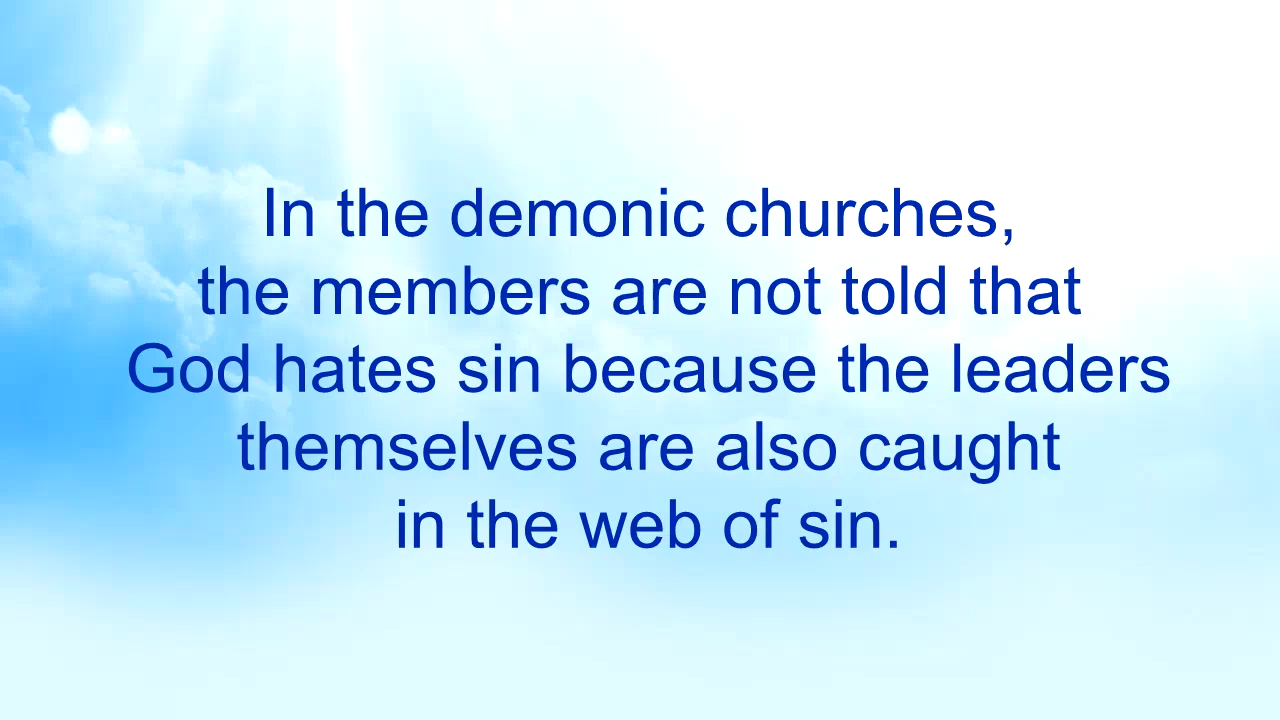 In the demonic churches,
the members are not told that
God hates sin because the leaders
themselves are also caught
in the web of sin.